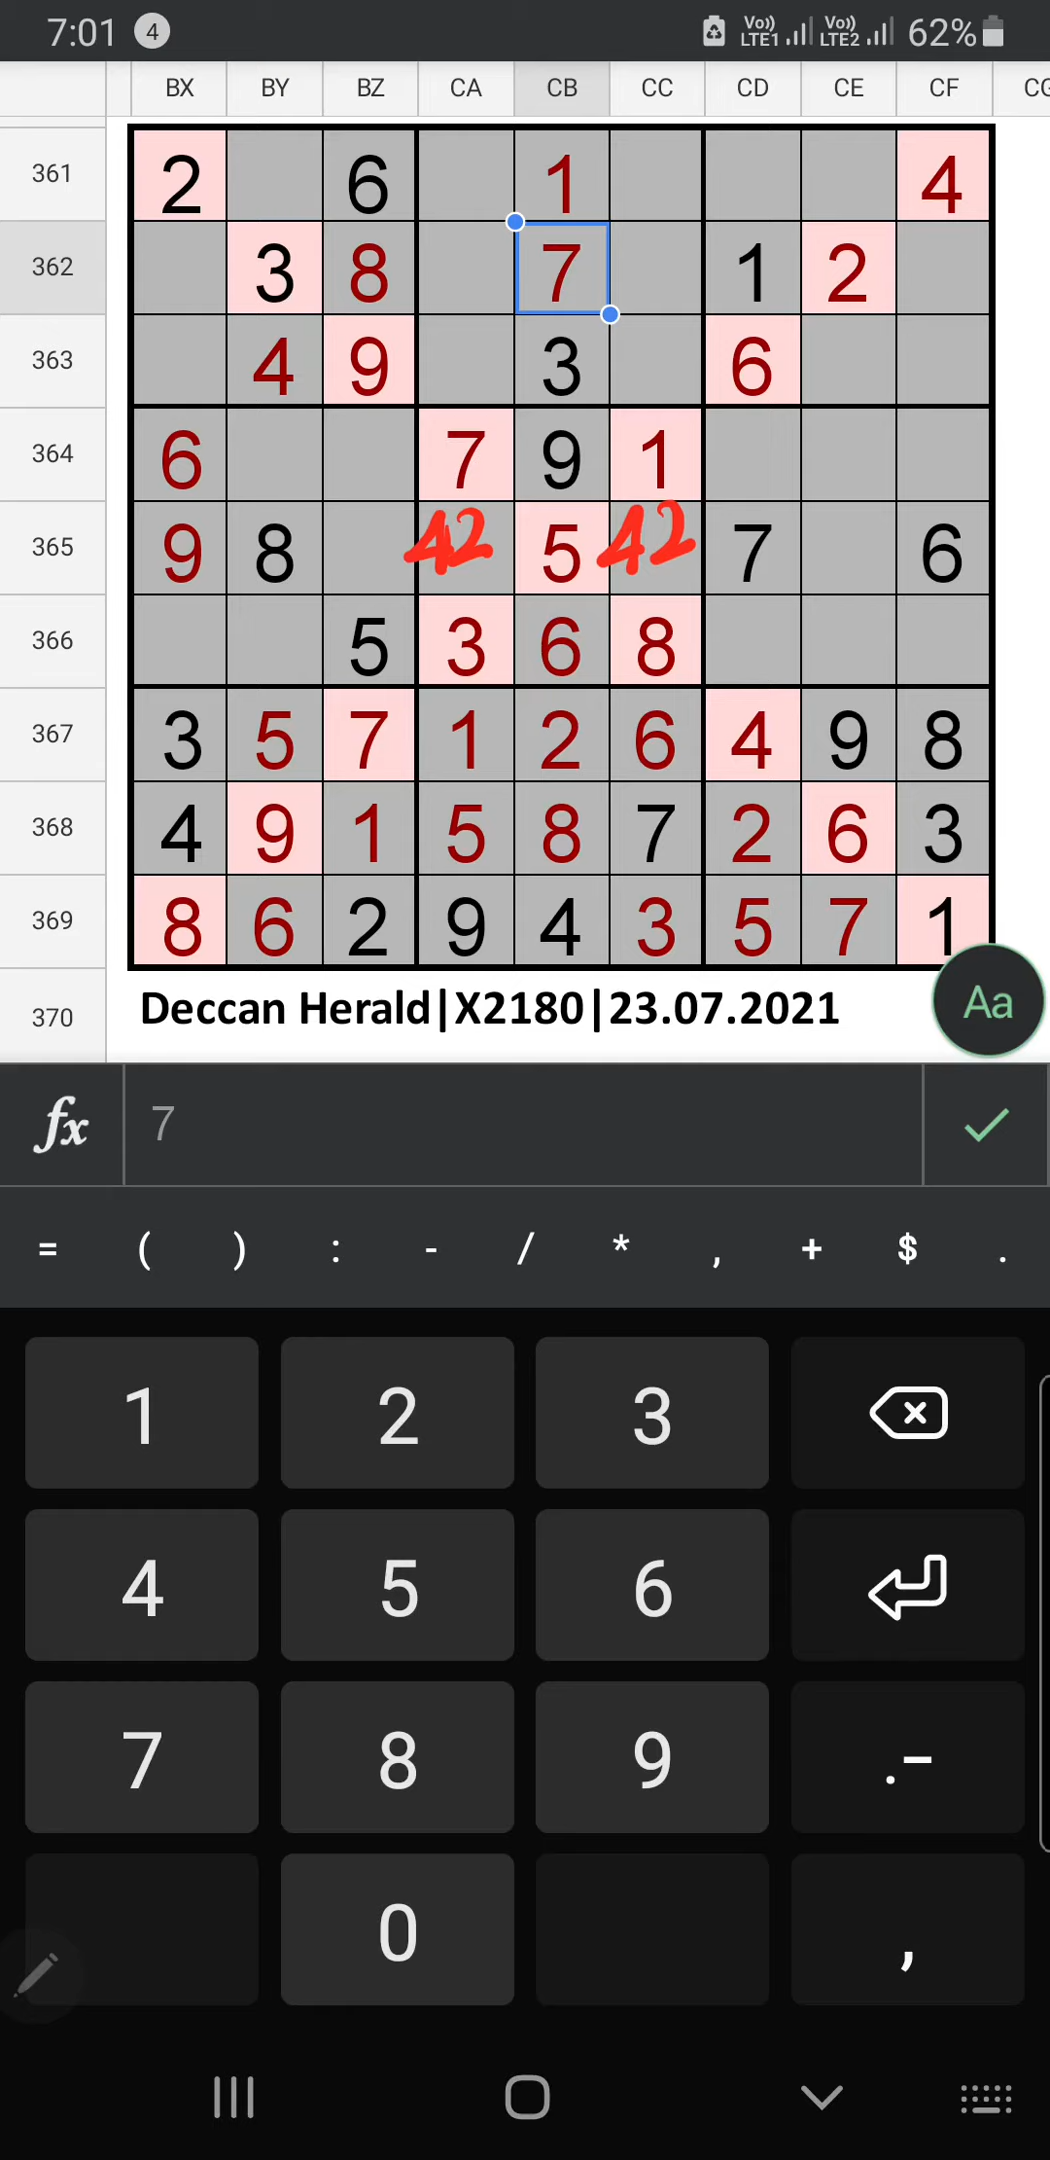 7:01 4 Vo)) LTE1 Vo)) LTE2 62%
BX BY BZ CA CB CC CD CE CF CG
361 2 6 1 4
362 3 8 7 1 2
363 4 9 3 6
364 6 7 9 1
365 9 8 42 5 42 7 6
366 5 3 6 8
367 3 5 7 1 2 6 4 9 8
368 4 9 1 5 8 7 2 6 3
369 8 6 2 9 4 3 5 7 1
370 Deccan Herald|X2180|23.07.2021
Aa
fx 7
= ( ) : - / * , + $ .
1 2 3
4 5 6
7 8 9 .-
0 ,